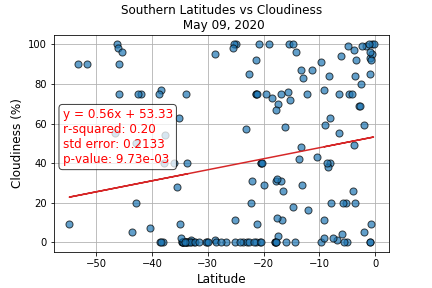 Southern Latitudes vs Cloudiness
May 09, 2020
100
80
60
40
20
0
Cloudiness (%)
y = 0.56x + 53.33
r-squared: 0.20
std error: 0.2133
p-value: 9.73e-03
−50 −40 −30 −20 −10 0
Latitude